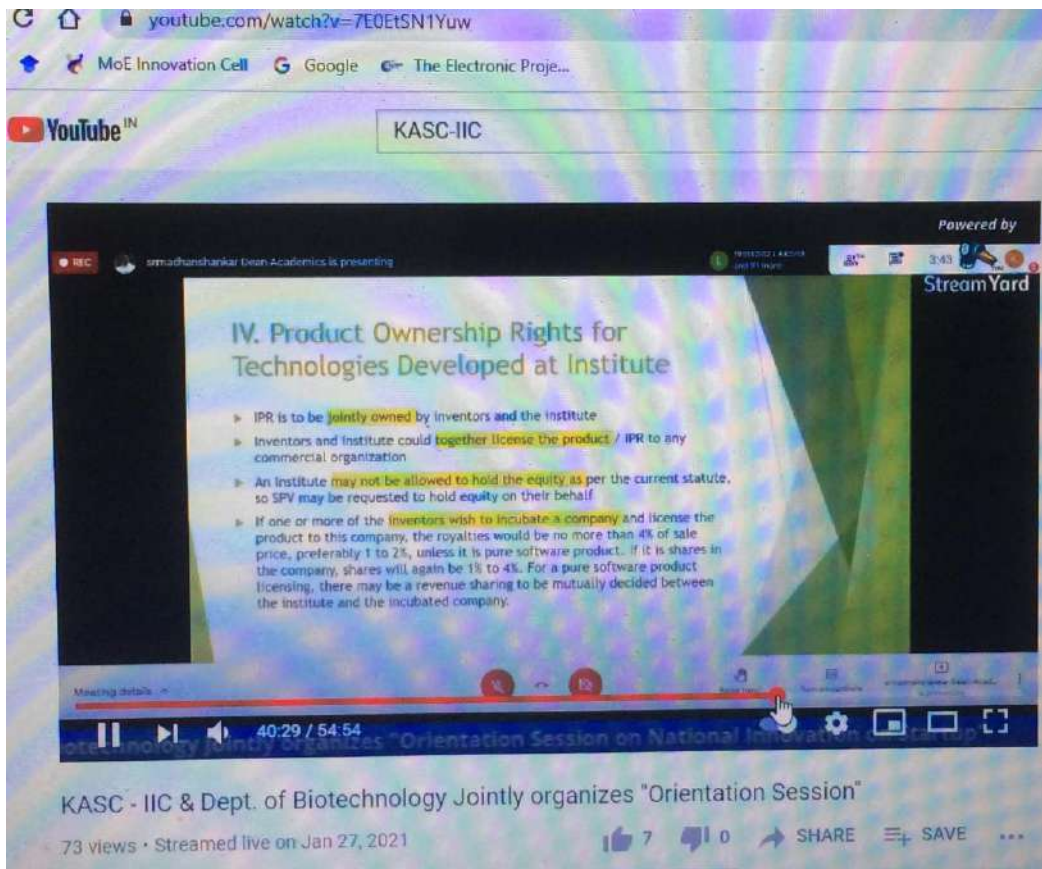 youtube.com/watch?v=7E0EtSN1Yuw
MoE Innovation Cell G Google The Electronic Proje...
YouTube IN
KASC-IIC
Powered by
REC srmadhanshankar Dean Academics is presenting
3:43
StreamYard
IV. Product Ownership Rights for
Technologies Developed at Institute
IPR is to be jointly owned by inventors and the institute
Inventors and institute could together license the product / IPR to any
commercial organization
An institute may not be allowed to hold the equity as per the current statute,
so SPV may be requested to hold equity on their behalf
If one or more of the inventors wish to incubate a company and license the
product to this company, the royalties would be no more than 4% of sale
price, preferably 1 to 2%, unless it is pure software product. If it is shares in
the company, shares will again be 1% to 4%. For a pure software product
licensing, there may be a revenue sharing to be mutually decided between
the institute and the incubated company.
Meeting details
40:29 / 54:54
otechnology jointly organizes "Orientation Session on National Innovation
KASC - IIC & Dept. of Biotechnology Jointly organizes "Orientation Session"
73 views • Streamed live on Jan 27, 2021
7 0 SHARE SAVE ...